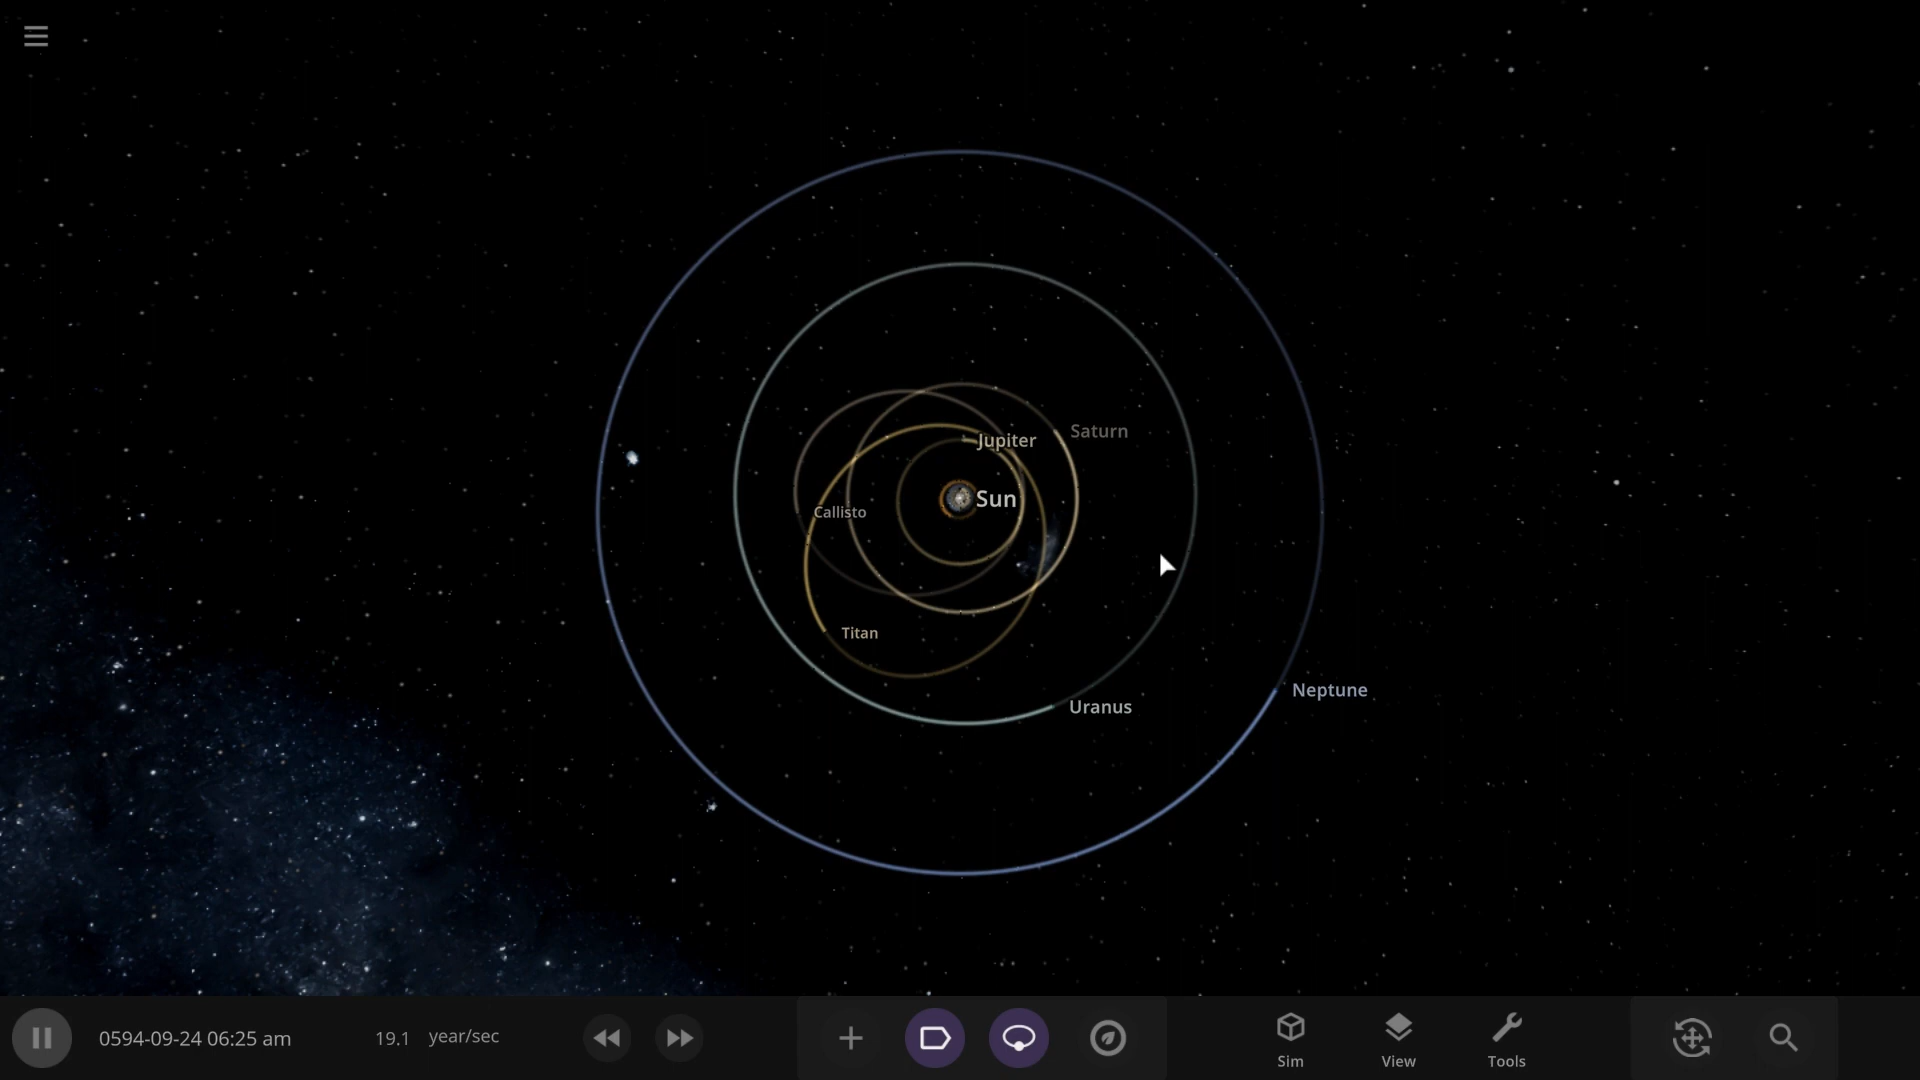 Saturn
Jupiter
Sun
Callisto
Titan
Neptune
Uranus
0594-09-24 06:25 am 19.1 year/sec
Sim View Tools